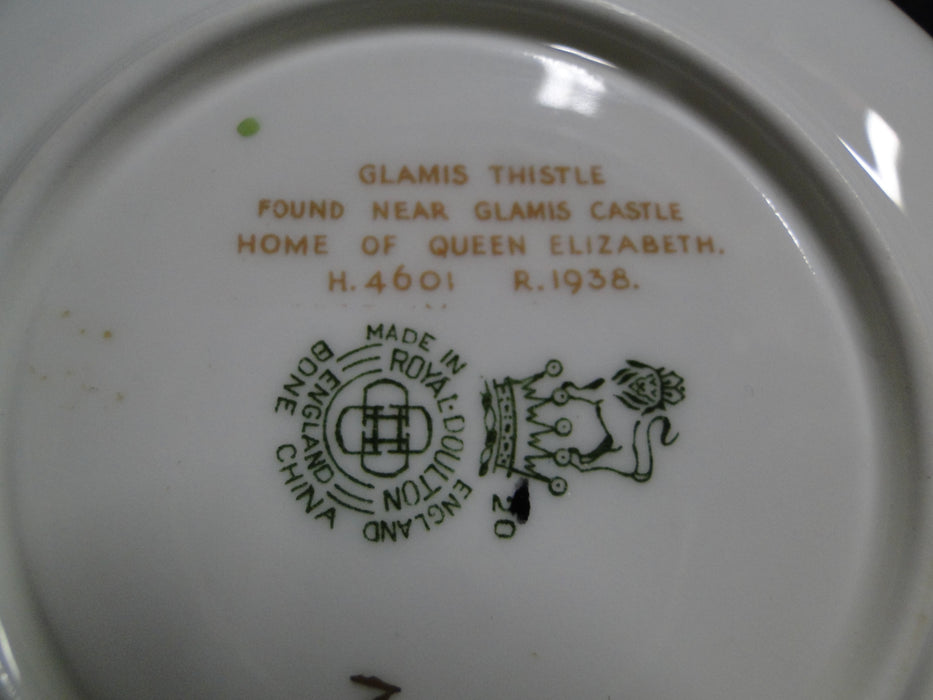 GLAMIS THISTLE
FOUND NEAR GLAMIS CASTLE
HOME OF QUEEN ELIZABETH.
H.4601 R.1938.
MADE IN ENGLAND
ROYAL·DOULTON
ENGLAND
BONE CHINA
20